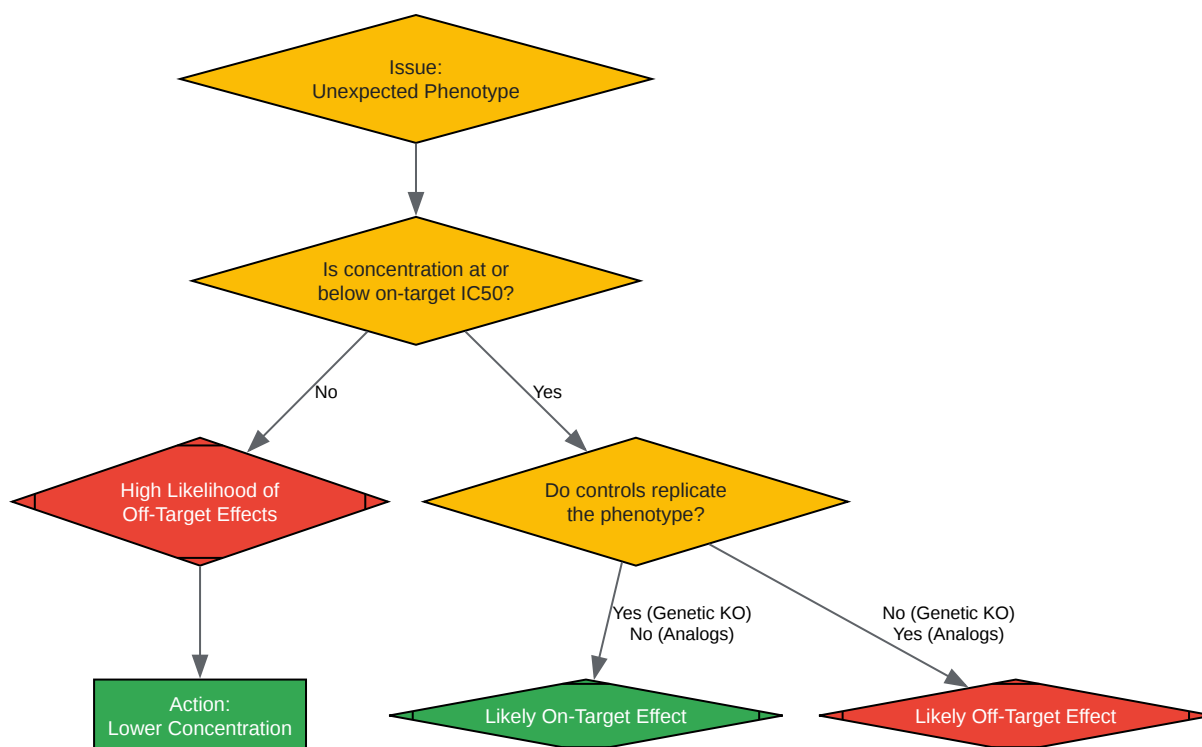 Issue:
Unexpected Phenotype
Is concentration at or
below on-target IC50?
No
Yes
High Likelihood of
Off-Target Effects
Do controls replicate
the phenotype?
Yes (Genetic KO)
No (Analogs)
No (Genetic KO)
Yes (Analogs)
Action:
Lower Concentration
Likely On-Target Effect
Likely Off-Target Effect